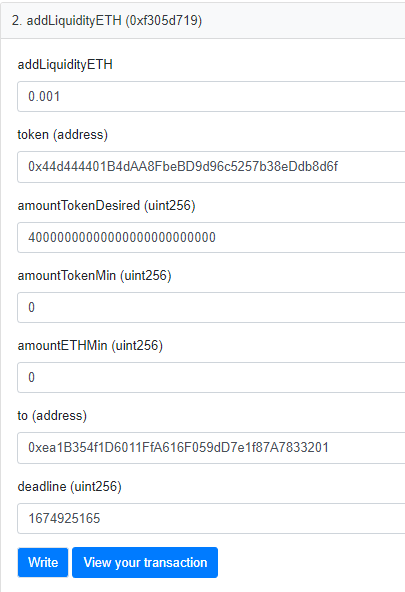 2. addLiquidityETH (0xf305d719)
addLiquidityETH
0.001
token (address)
0x44d444401B4dAA8FbeBD9d96c5257b38eDdb8d6f
amountTokenDesired (uint256)
40000000000000000000000000
amountTokenMin (uint256)
0
amountETHMin (uint256)
0
to (address)
0xea1B354f1D6011FfA616F059dD7e1f87A7833201
deadline (uint256)
1674925165
Write View your transaction